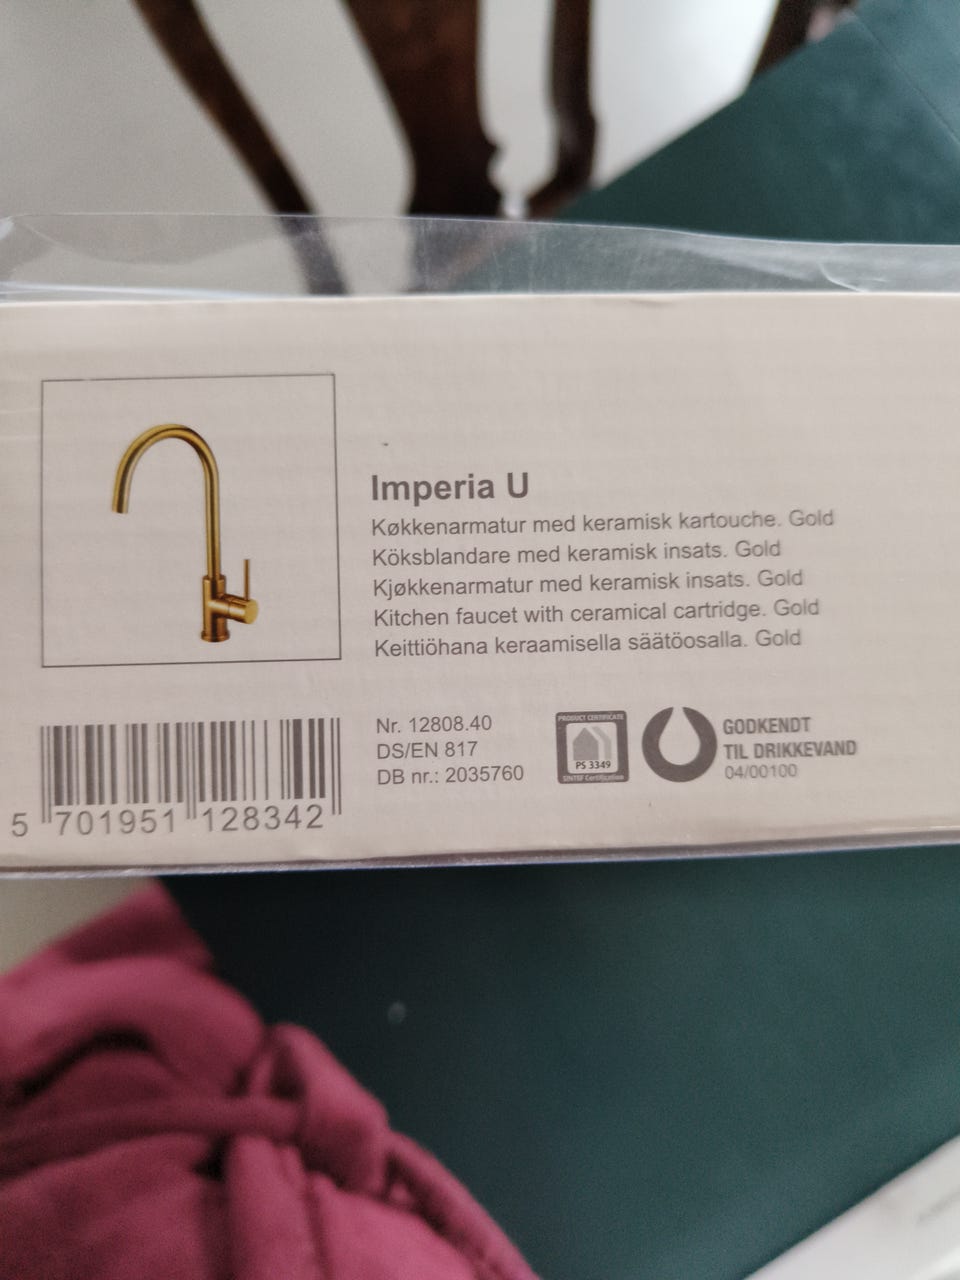 Imperia U
Køkkenarmatur med keramisk kartouche. Gold
Köksblandare med keramisk insats. Gold
Kjøkkenarmatur med keramisk insats. Gold
Kitchen faucet with ceramical cartridge. Gold
Keittiöhana keraamisella säätöosalla. Gold
Nr. 12808.40
DS/EN 817
DB nr.: 2035760
PRODUCT CERTIFICATE
PS 3349
SINTEF Certification
GODKENDT
TIL DRIKKEVAND
04/00100
5 701951 128342